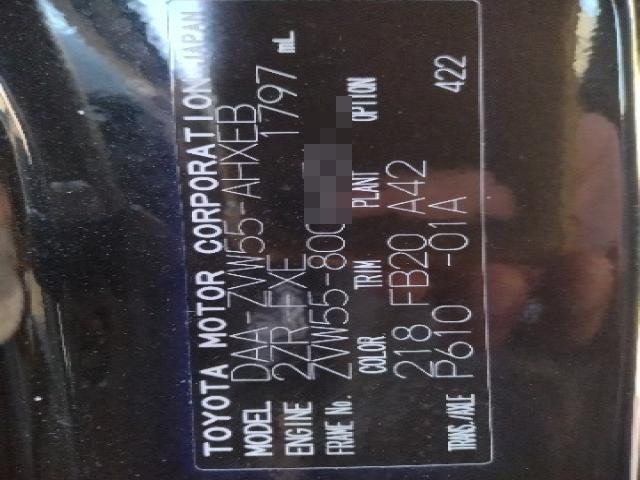 TOYOTA MOTOR CORPORATION JAPAN
MODEL DAA-ZVW55-AHXEB
ENGINE 2ZR-FXE 1797 mL
FRAME No. ZVW55-800
COLOR TRIM PLANT OPTION
218 FB20 A42
TRANS./AXLE P610 -01A 422